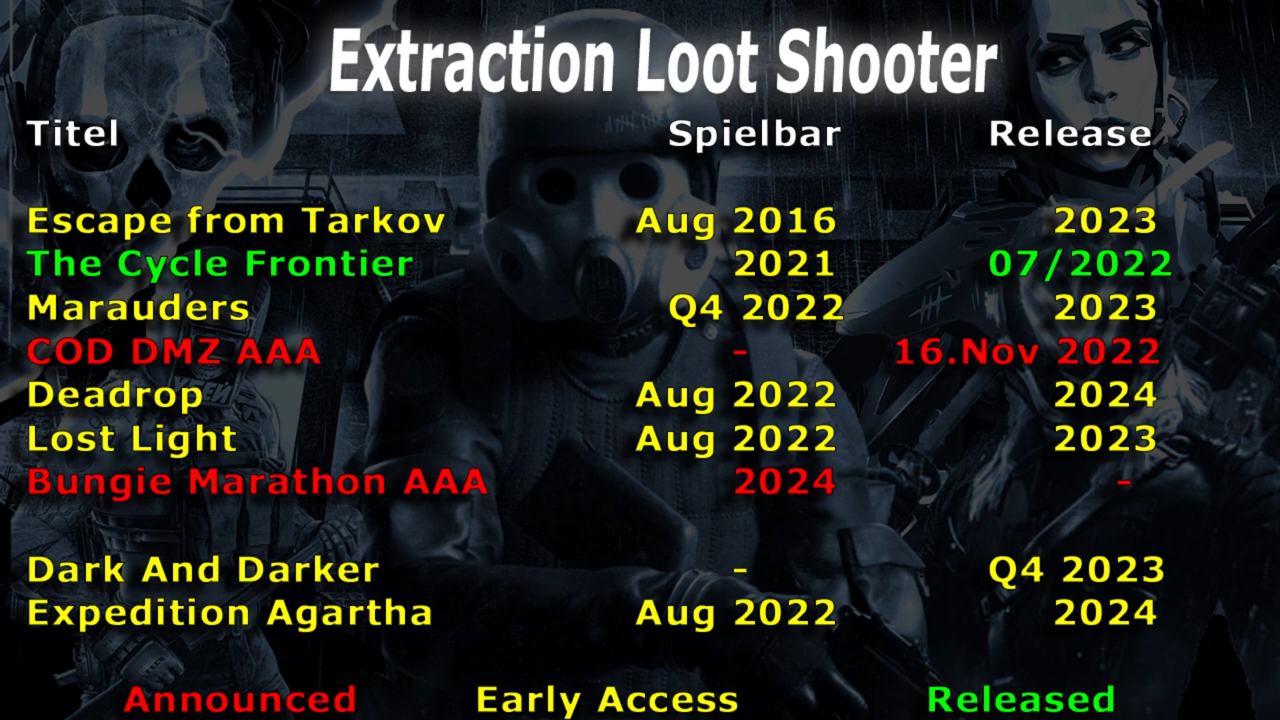 Extraction Loot Shooter
Titel Spielbar Release
Escape from Tarkov Aug 2016 2023
The Cycle Frontier 2021 07/2022
Marauders Q4 2022 2023
COD DMZ AAA - 16.Nov 2022
Deadrop Aug 2022 2024
Lost Light Aug 2022 2023
Bungie Marathon AAA 2024 -
Dark And Darker - Q4 2023
Expedition Agartha Aug 2022 2024
Announced Early Access Released